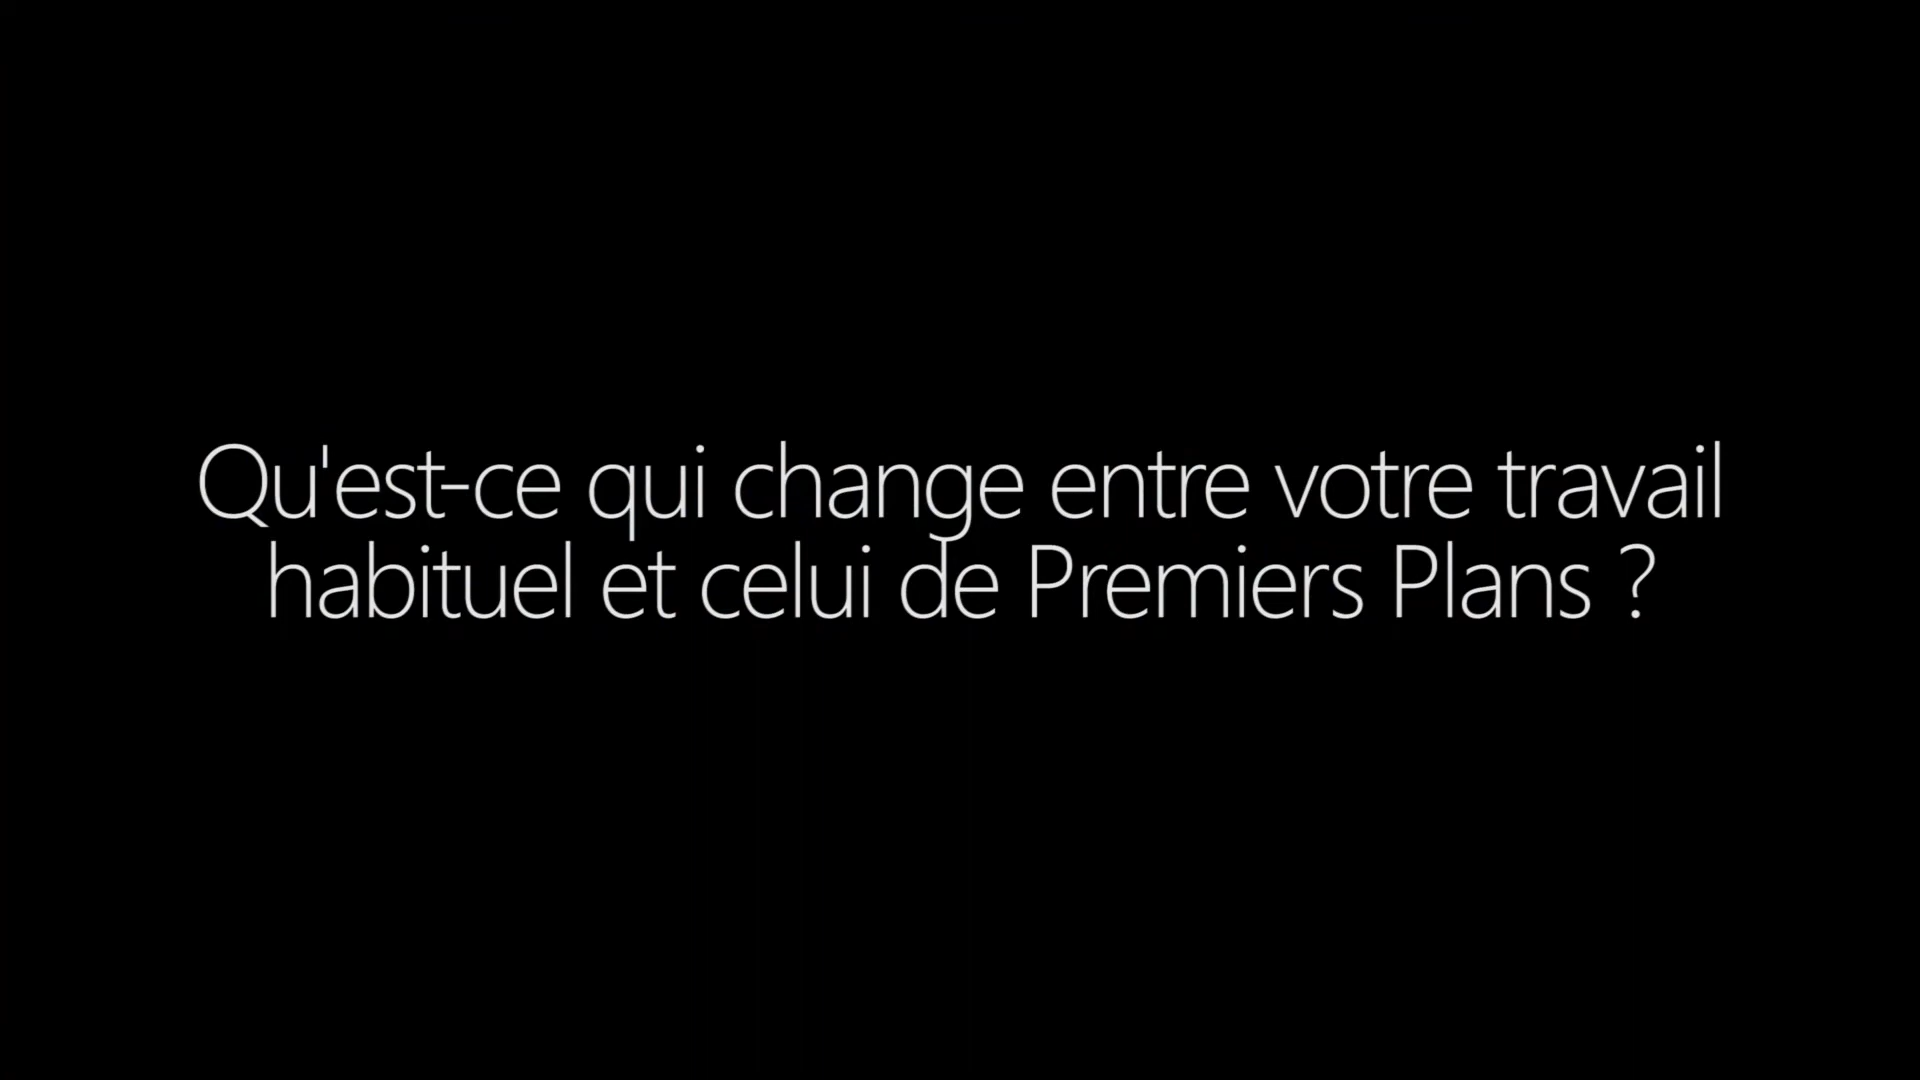 Qu'est-ce qui change entre votre travail
habituel et celui de Premiers Plans ?